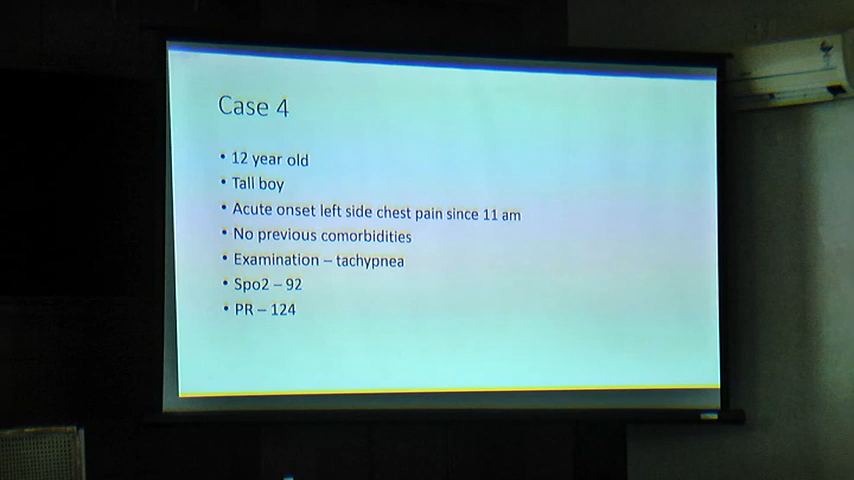 Case 4
• 12 year old
• Tall boy
• Acute onset left side chest pain since 11 am
• No previous comorbidities
• Examination – tachypnea
• Spo2 – 92
• PR – 124